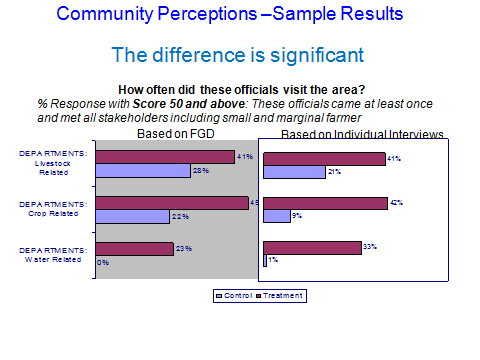 Community Perceptions –Sample Results
The difference is significant
How often did these officials visit the area?
% Response with Score 50 and above: These officials came at least once
and met all stakeholders including small and marginal farmer
Based on FGD
Based on Individual Interviews
DEPARTMENTS:
Livestock
Related
41%
28%
41%
21%
DEPARTMENTS:
Crop Related
22%
42%
9%
DEPARTMENTS:
Water Related
23%
0%
33%
1%
Control Treatment